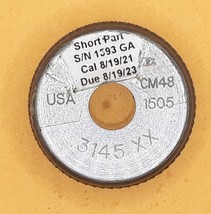 Short Part
S/N 1593 GA
Cal 8/19/21
Due 8/19/23
USA
CM48
1505
.3145 XX